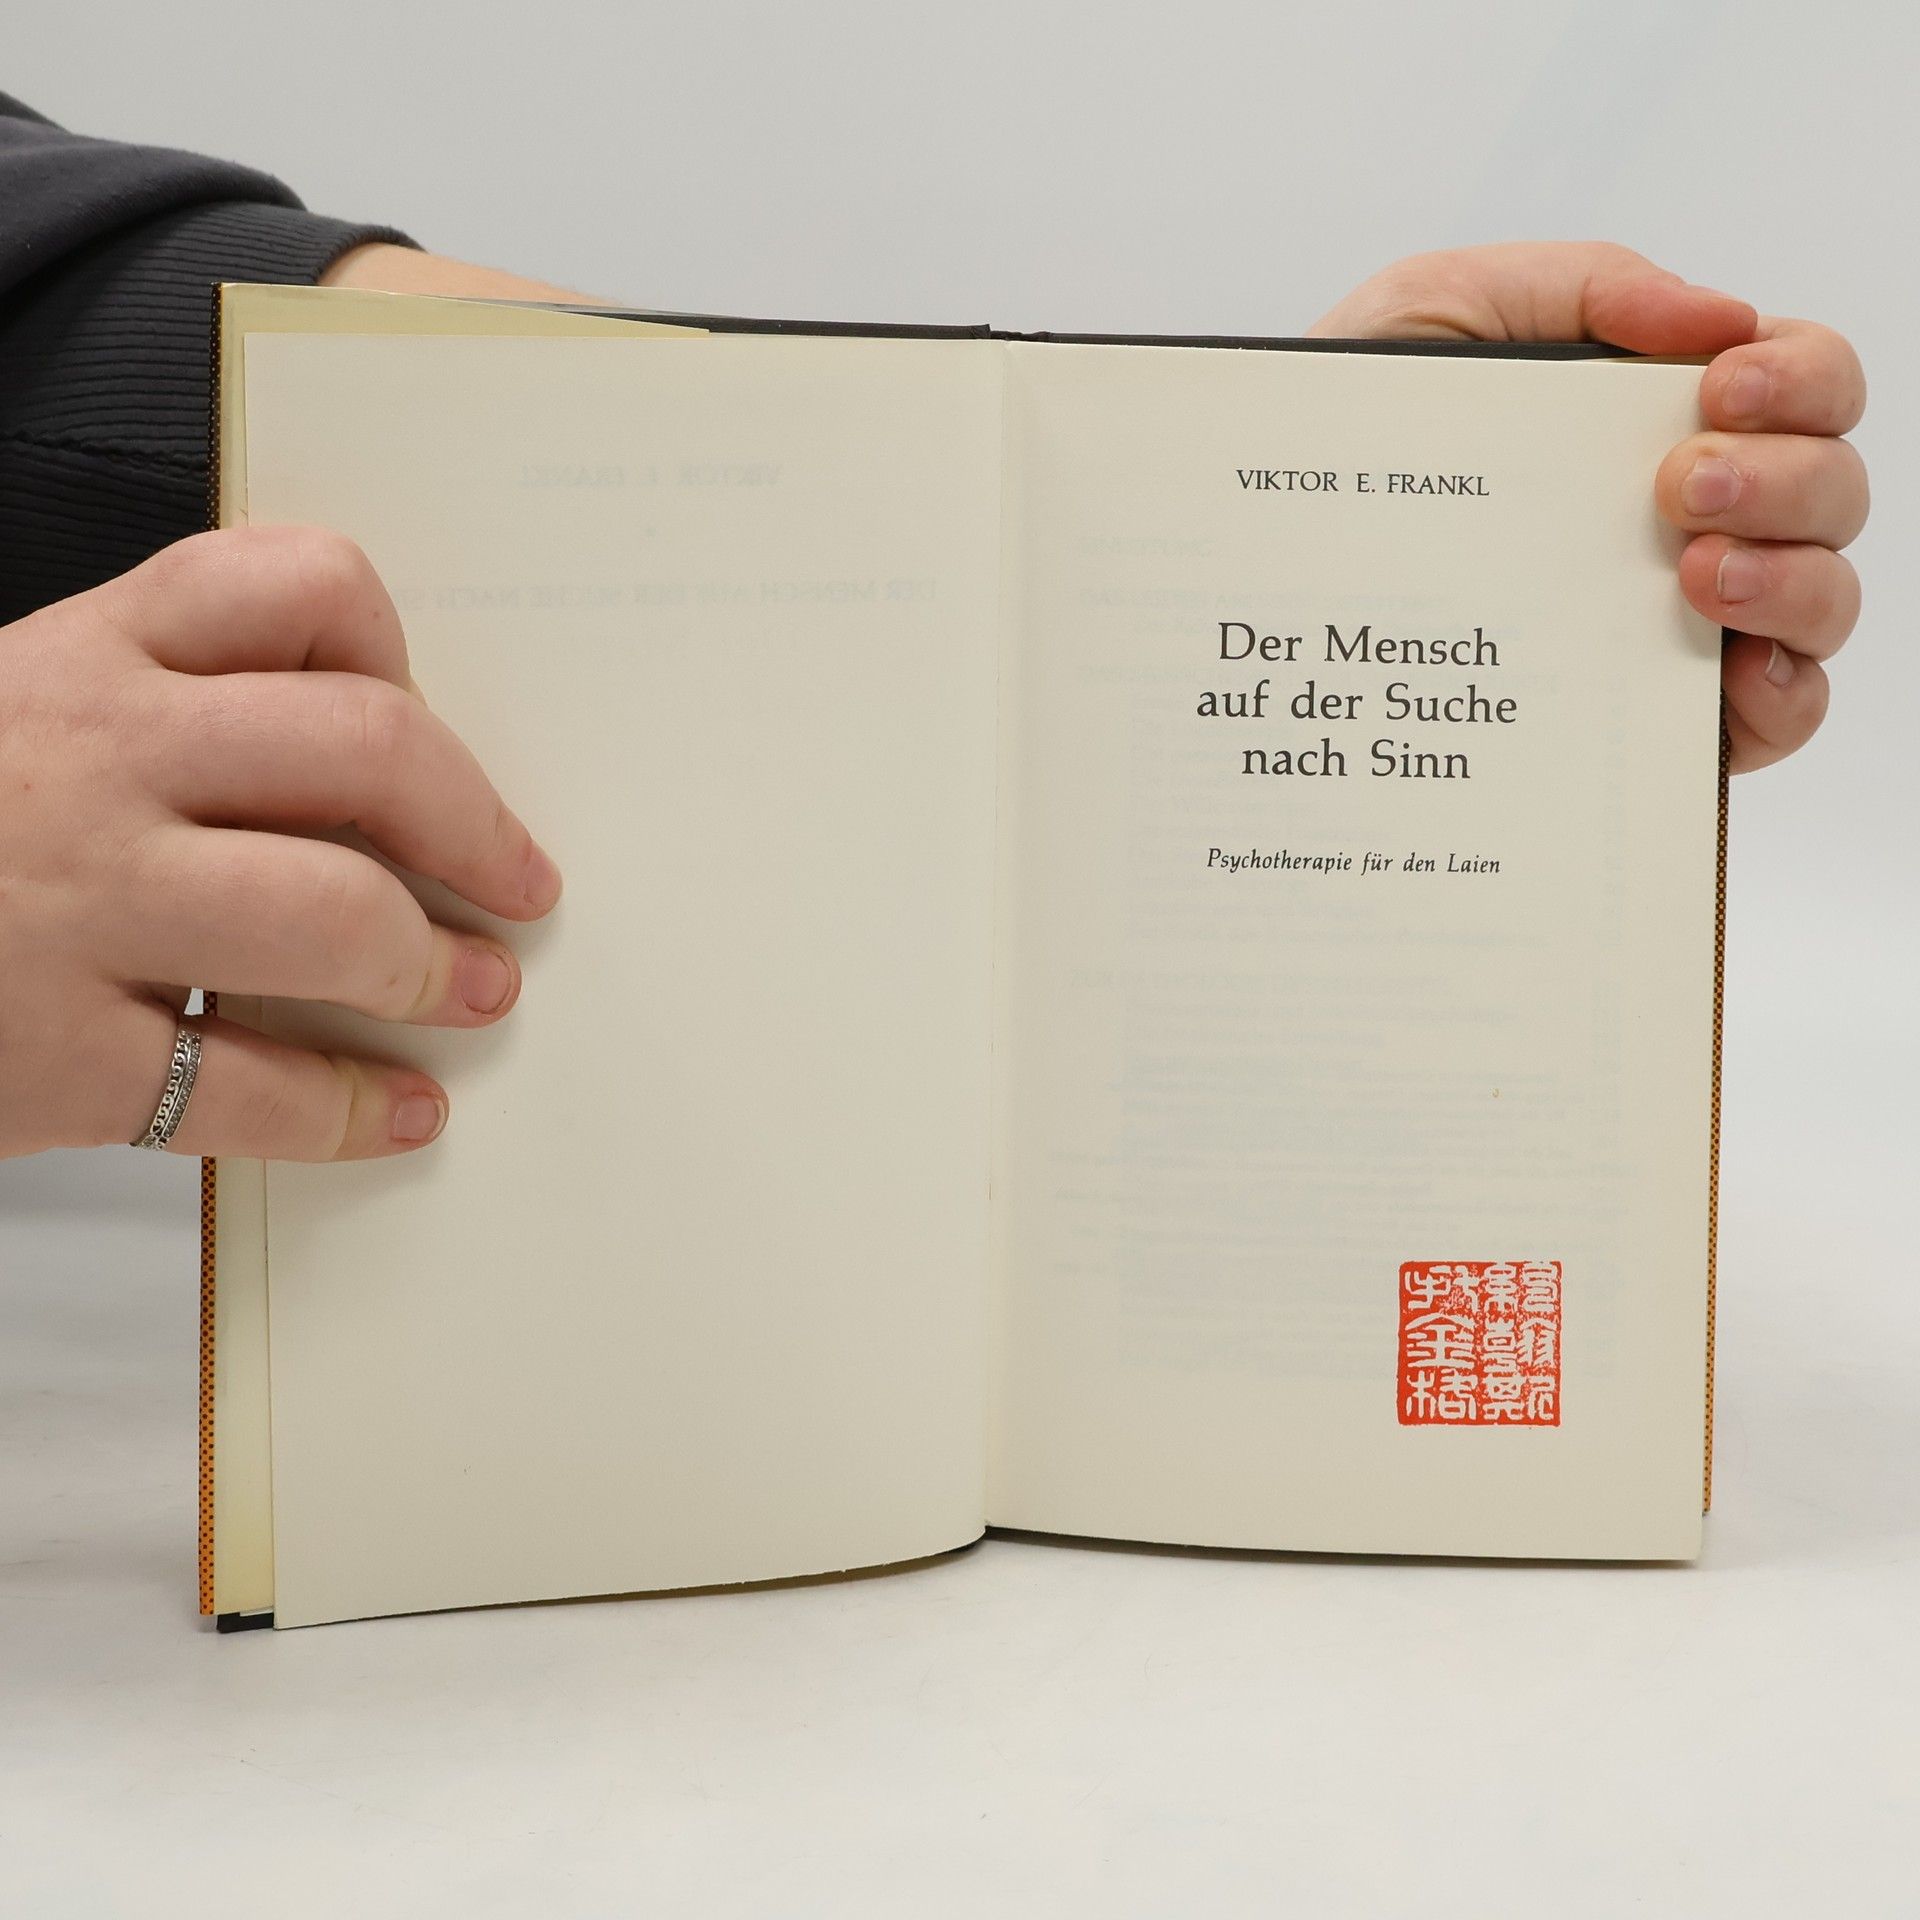 VIKTOR E. FRANKL
Der Mensch
auf der Suche
nach Sinn
Psychotherapie für den Laien